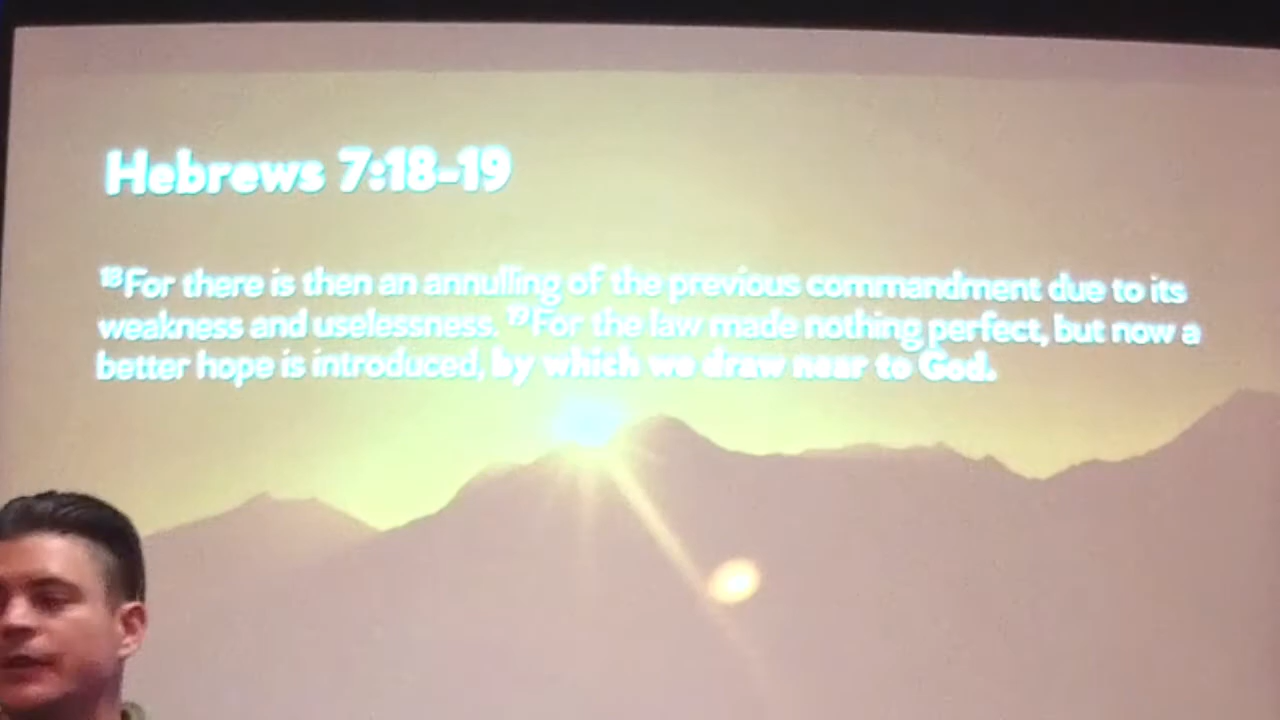 Hebrews 7:18-19
¹⁸For there is then an annulling of the previous commandment due to its
weakness and uselessness. ¹⁹For the law made nothing perfect, but now a
better hope is introduced, by which we draw near to God.